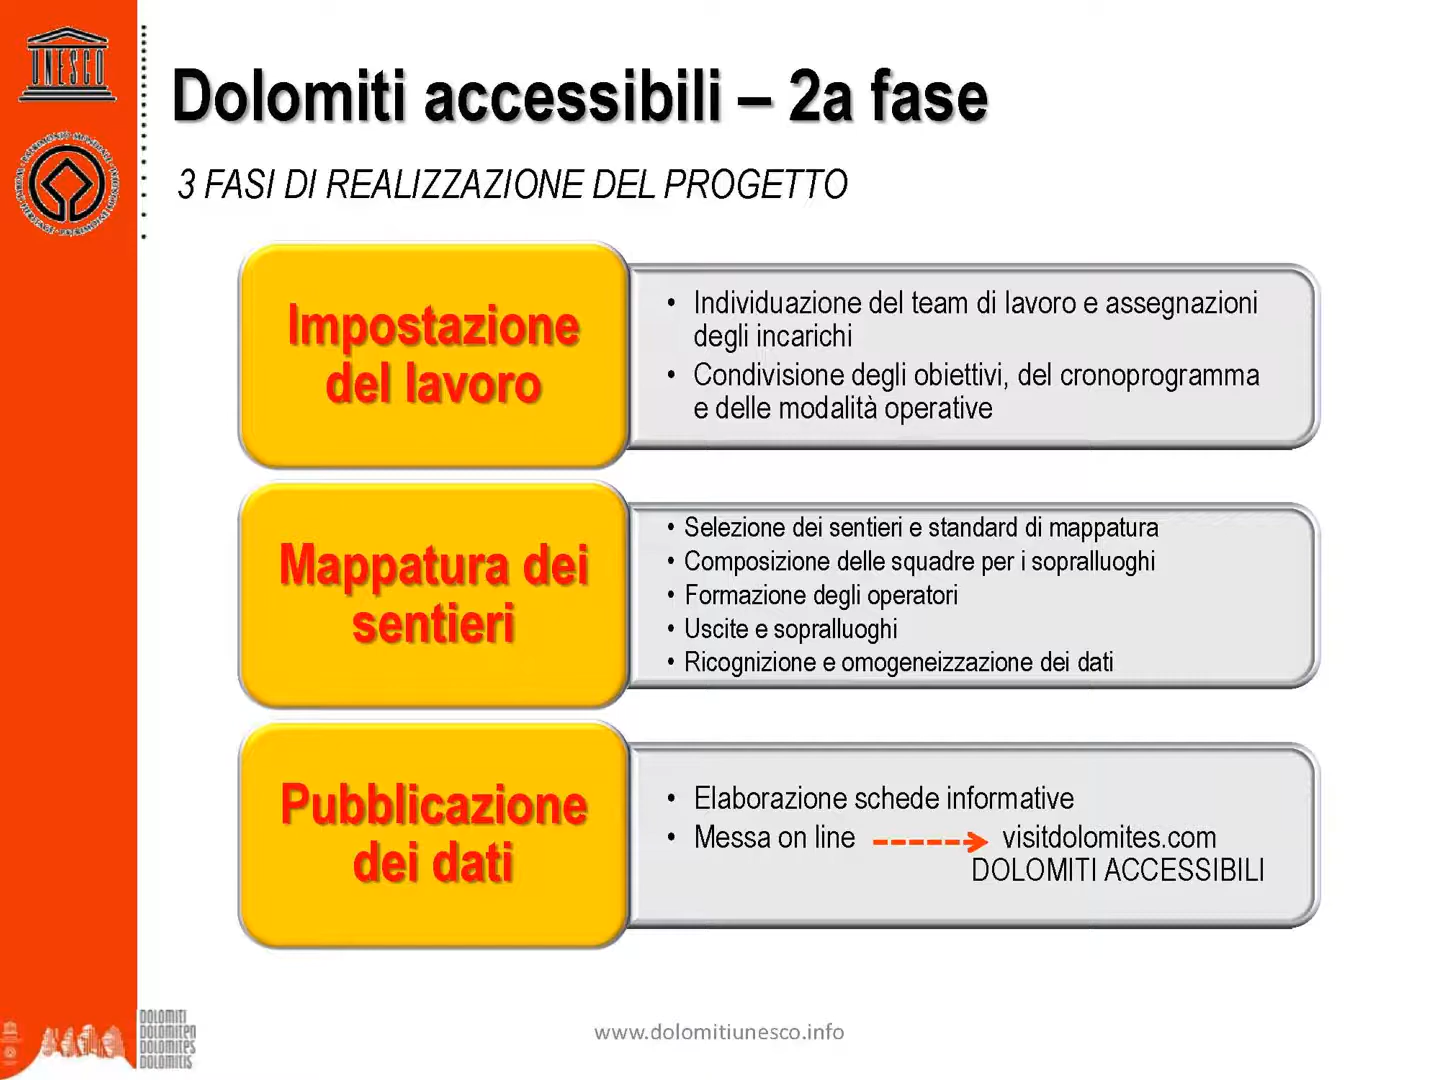 UNESCO
Dolomiti accessibili – 2a fase
3 FASI DI REALIZZAZIONE DEL PROGETTO
Impostazione
del lavoro
• Individuazione del team di lavoro e assegnazioni
degli incarichi
• Condivisione degli obiettivi, del cronoprogramma
e delle modalità operative
Mappatura dei
sentieri
• Selezione dei sentieri e standard di mappatura
• Composizione delle squadre per i sopralluoghi
• Formazione degli operatori
• Uscite e sopralluoghi
• Ricognizione e omogeneizzazione dei dati
Pubblicazione
dei dati
• Elaborazione schede informative
• Messa on line visitdolomites.com
DOLOMITI ACCESSIBILI
DOLOMITI
DOLOMITEN
DOLOMITES
DOLOMITIS
www.dolomitiunesco.info